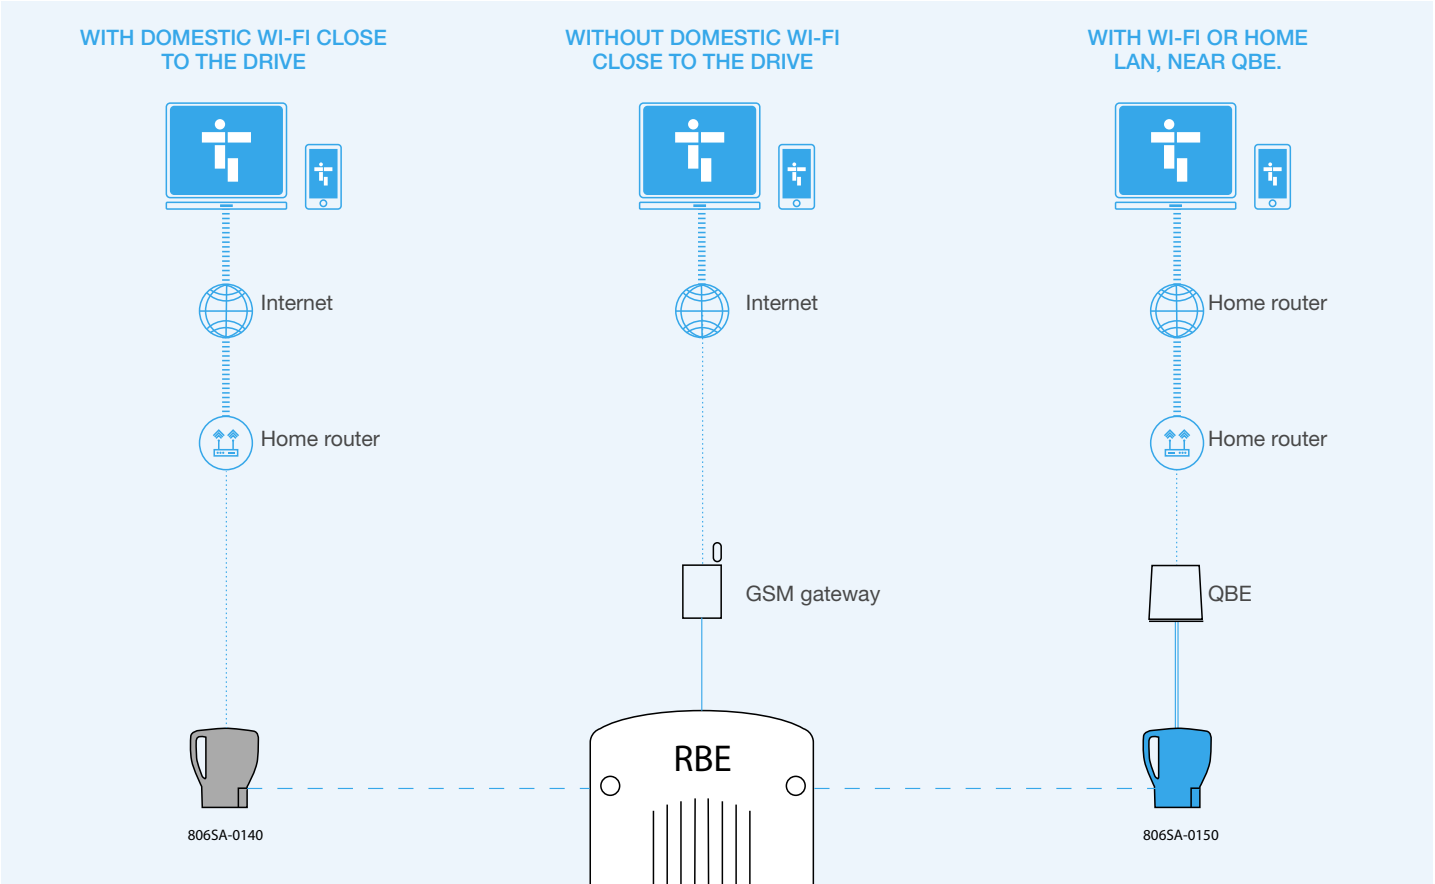 WITH DOMESTIC WI-FI CLOSE
TO THE DRIVE
WITHOUT DOMESTIC WI-FI
CLOSE TO THE DRIVE
WITH WI-FI OR HOME
LAN, NEAR QBE.
Internet
Internet
Home router
Home router
Home router
GSM gateway
QBE
RBE
806SA-0140
806SA-0150